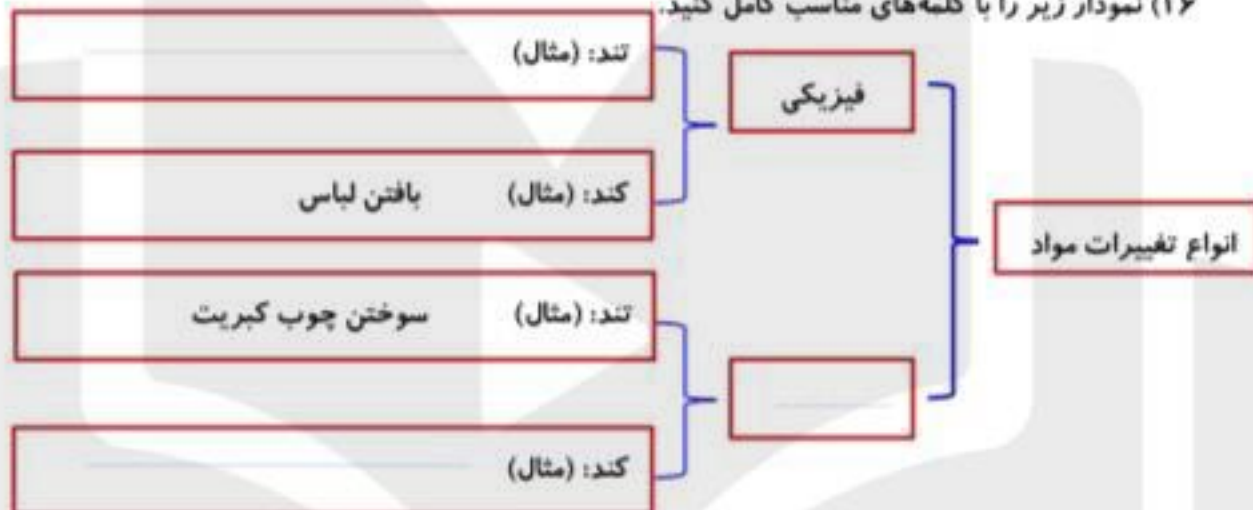 ۲۶) نمودار زیر را با کلمه‌های مناسب کامل کنید.
تند: (مثال)
فیزیکی
کند: (مثال) بافتن لباس
انواع تغییرات مواد
تند: (مثال) سوختن چوب کبریت
کند: (مثال)